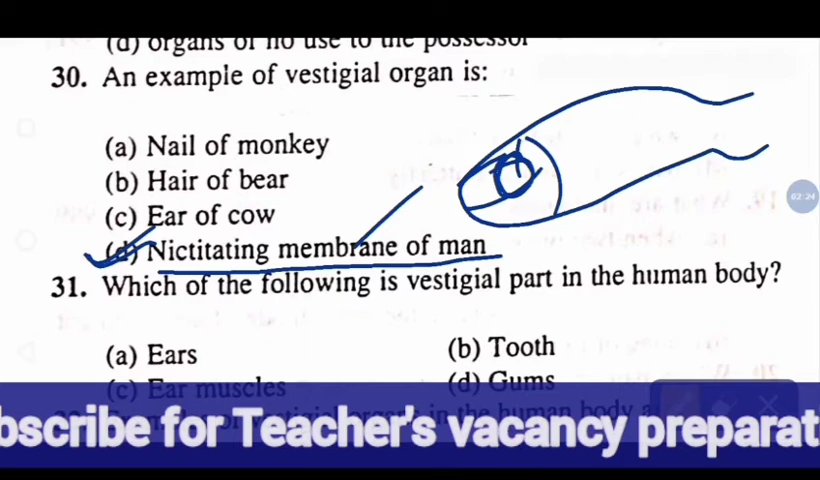 (d) organs of no use to the possessor
30. An example of vestigial organ is:
(a) Nail of monkey
(b) Hair of bear
(c) Ear of cow
(d) Nictitating membrane of man
31. Which of the following is vestigial part in the human body?
(a) Ears (b) Tooth
(c) Ear muscles (d) Gums
bscribe for Teacher's vacancy preparat
02:24